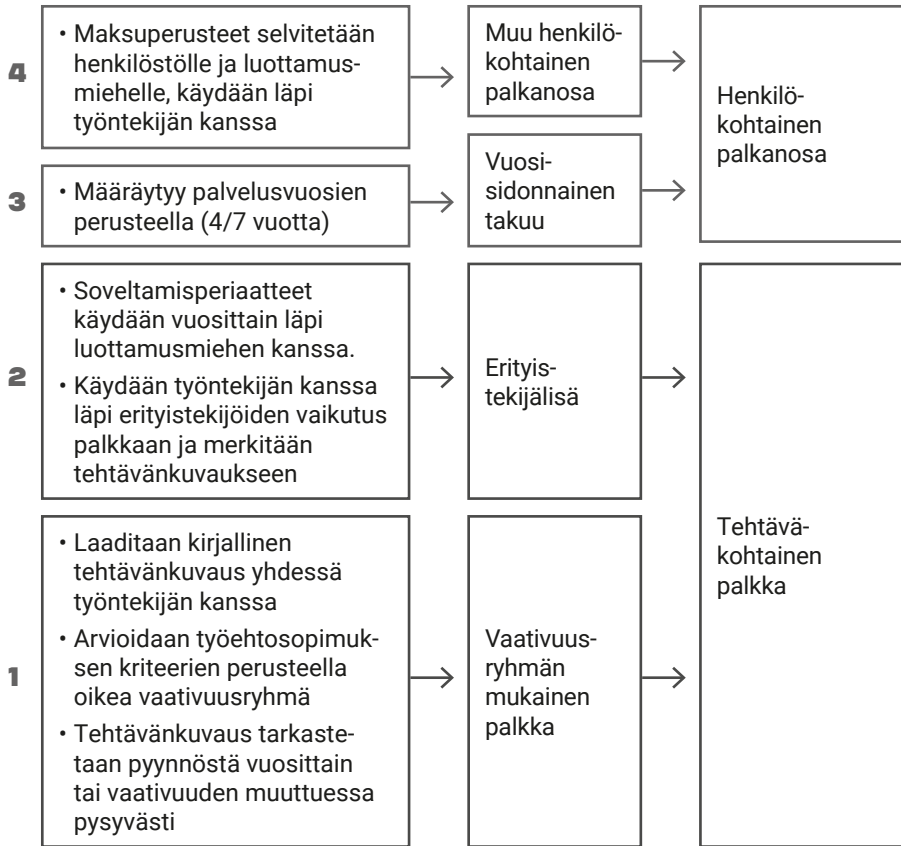 4
• Maksuperusteet selvitetään
henkilöstölle ja luottamus-
miehelle, käydään läpi
työntekijän kanssa
Muu henkilö-
kohtainen
palkanosa
Henkilö-
kohtainen
palkanosa
3
• Määräytyy palvelusvuosien
perusteella (4/7 vuotta)
Vuosi-
sidonnainen
takuu
2
• Soveltamisperiaatteet
käydään vuosittain läpi
luottamusmiehen kanssa.
• Käydään työntekijän kanssa
läpi erityistekijöiden vaikutus
palkkaan ja merkitään
tehtävänkuvaukseen
Erityis-
tekijälisä
Tehtävä-
kohtainen
palkka
1
• Laaditaan kirjallinen
tehtävänkuvaus yhdessä
työntekijän kanssa
• Arvioidaan työehtosopimuk-
sen kriteerien perusteella
oikea vaativuusryhmä
• Tehtävänkuvaus tarkaste-
taan pyynnöstä vuosittain
tai vaativuuden muuttuessa
pysyvästi
Vaativuus-
ryhmän
mukainen
palkka